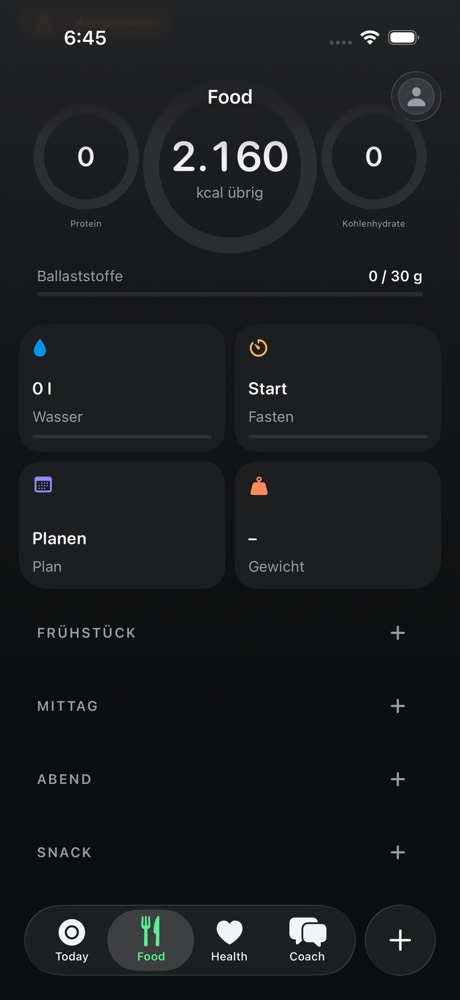 6:45
Food
0
2.160
0
kcal übrig
Protein
Kohlenhydrate
Ballaststoffe
0 / 30 g
0 l
Wasser
Start
Fasten
Planen
Plan
–
Gewicht
FRÜHSTÜCK
+
MITTAG
+
ABEND
+
SNACK
+
Today
Food
Health
Coach
+